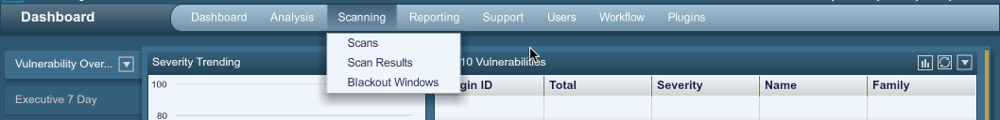 Dashboard
Dashboard Analysis Scanning Reporting Support Users Workflow Plugins
Scans
Scan Results
Blackout Windows
Vulnerability Over...
Executive 7 Day
Severity Trending
100
80
10 Vulnerabilities
Total Severity Name Family
ID